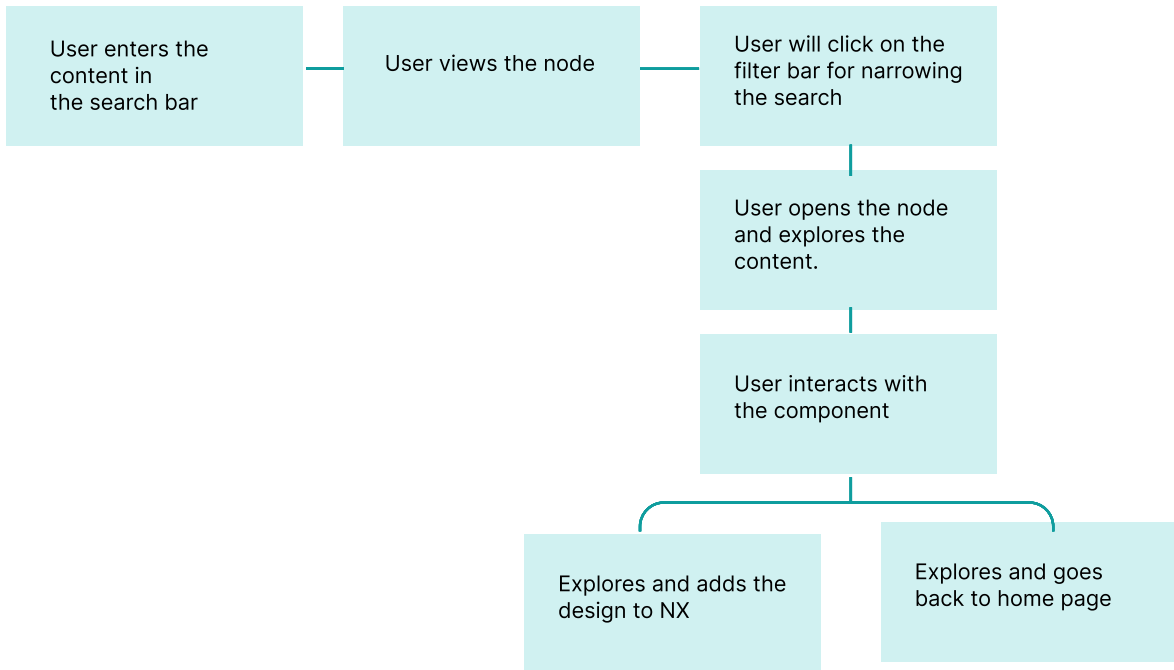 User enters the
content in
the search bar
User views the node
User will click on the
filter bar for narrowing
the search
User opens the node
and explores the
content.
User interacts with
the component
Explores and adds the
design to NX
Explores and goes
back to home page